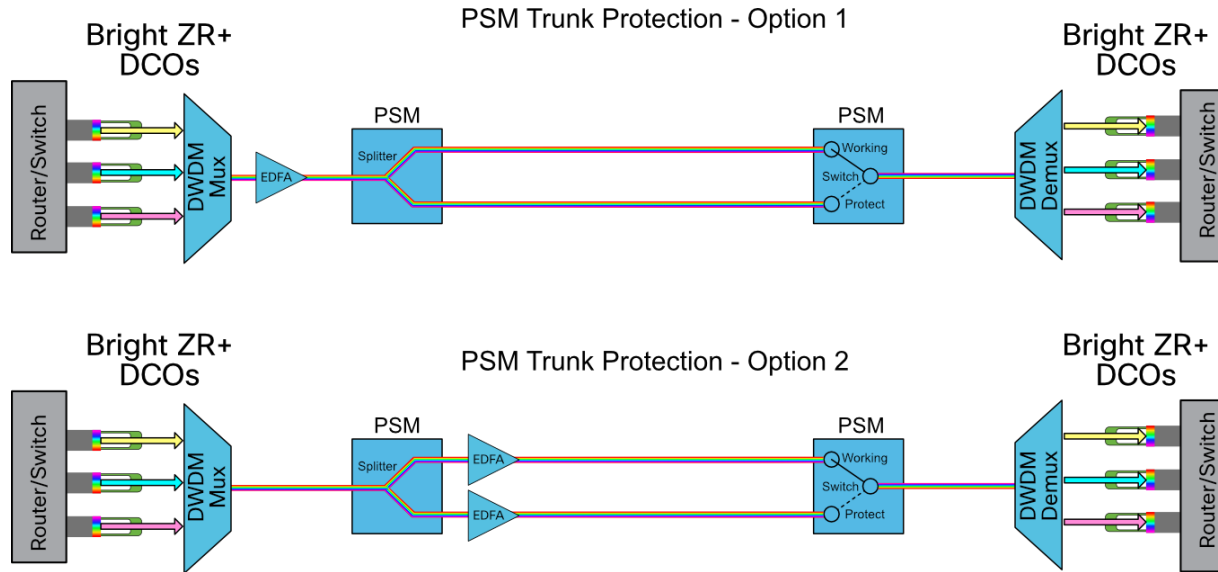 PSM Trunk Protection - Option 1
Bright ZR+
DCOs
Bright ZR+
DCOs
Router/Switch
DWDM
Mux
EDFA
PSM
Splitter
PSM
Working
Switch
Protect
DWDM
Demux
Router/Switch
PSM Trunk Protection - Option 2
Bright ZR+
DCOs
Bright ZR+
DCOs
Router/Switch
DWDM
Mux
PSM
Splitter
EDFA
EDFA
PSM
Working
Switch
Protect
DWDM
Demux
Router/Switch